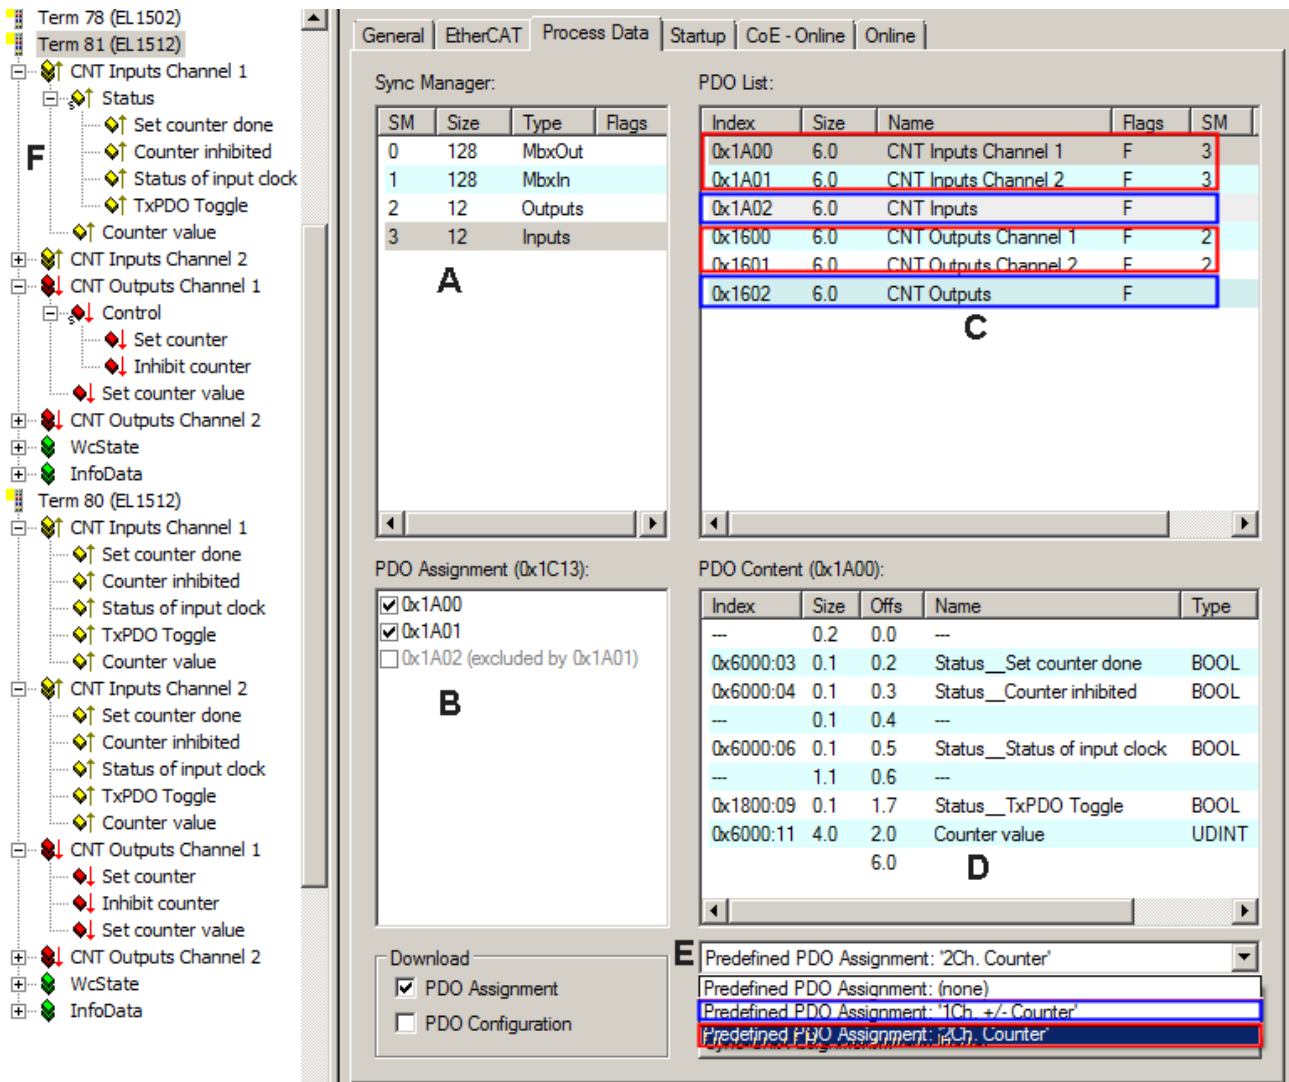 Term 78 (EL1502)
Term 81 (EL1512)
CNT Inputs Channel 1
Status
Set counter done
Counter inhibited
Status of input clock
TxPDO Toggle
Counter value
CNT Inputs Channel 2
CNT Outputs Channel 1
Control
Set counter
Inhibit counter
Set counter value
CNT Outputs Channel 2
WcState
InfoData
Term 80 (EL1512)
CNT Inputs Channel 1
Set counter done
Counter inhibited
Status of input clock
TxPDO Toggle
Counter value
CNT Inputs Channel 2
Set counter done
Counter inhibited
Status of input clock
TxPDO Toggle
Counter value
CNT Outputs Channel 1
Set counter
Inhibit counter
Set counter value
CNT Outputs Channel 2
WcState
InfoData
F
General EtherCAT Process Data Startup CoE - Online Online
Sync Manager:
SM Size Type Flags
0 128 MbxOut
1 128 MbxIn
2 12 Outputs
3 12 Inputs
A
PDO List:
Index Size Name Flags SM
0x1A00 6.0 CNT Inputs Channel 1 F 3
0x1A01 6.0 CNT Inputs Channel 2 F 3
0x1A02 6.0 CNT Inputs F
0x1600 6.0 CNT Outputs Channel 1 F 2
0x1601 6.0 CNT Outputs Channel 2 F 2
0x1602 6.0 CNT Outputs F
C
PDO Assignment (0x1C13):
0x1A00
0x1A01
0x1A02 (excluded by 0x1A01)
B
PDO Content (0x1A00):
Index Size Offs Name Type
--- 0.2 0.0 ---
0x6000:03 0.1 0.2 Status__Set counter done BOOL
0x6000:04 0.1 0.3 Status__Counter inhibited BOOL
--- 0.1 0.4 ---
0x6000:06 0.1 0.5 Status__Status of input clock BOOL
--- 1.1 0.6 ---
0x1800:09 0.1 1.7 Status__TxPDO Toggle BOOL
0x6000:11 4.0 2.0 Counter value UDINT
6.0
D
Download
PDO Assignment
PDO Configuration
E
Predefined PDO Assignment: '2Ch. Counter'
Predefined PDO Assignment: (none)
Predefined PDO Assignment: '1Ch. +/- Counter'
Predefined PDO Assignment: '2Ch. Counter'